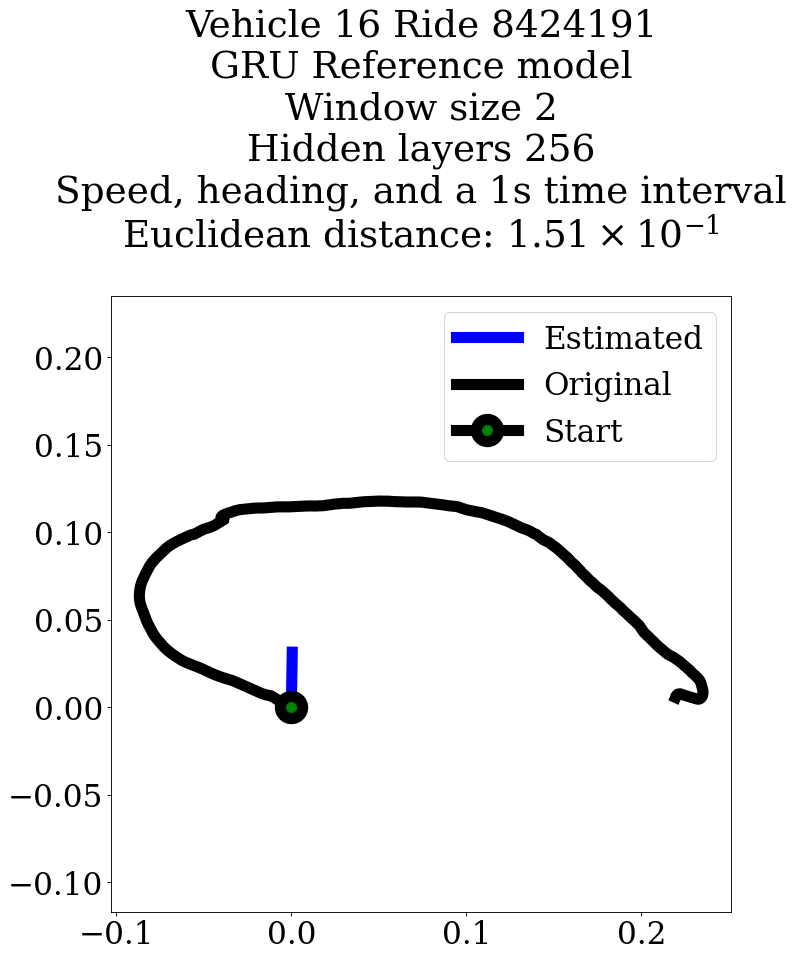 Vehicle 16 Ride 8424191
GRU Reference model
Window size 2
Hidden layers 256
Speed, heading, and a 1s time interval
Euclidean distance: 1.51 × 10⁻¹
Estimated
Original
Start
0.20
0.15
0.10
0.05
0.00
−0.05
−0.10
−0.1 0.0 0.1 0.2